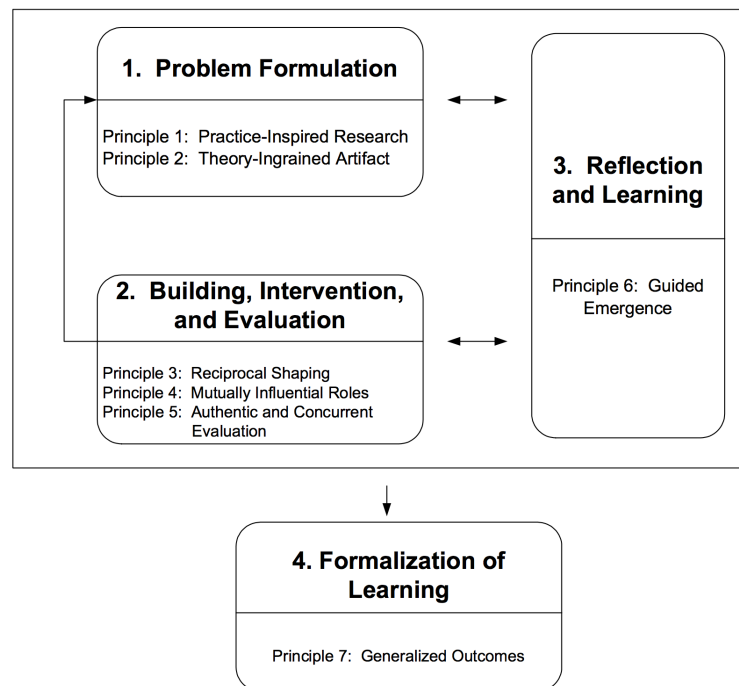 1. Problem Formulation
Principle 1: Practice-Inspired Research
Principle 2: Theory-Ingrained Artifact
2. Building, Intervention,
and Evaluation
Principle 3: Reciprocal Shaping
Principle 4: Mutually Influential Roles
Principle 5: Authentic and Concurrent
Evaluation
3. Reflection
and Learning
Principle 6: Guided
Emergence
4. Formalization of
Learning
Principle 7: Generalized Outcomes